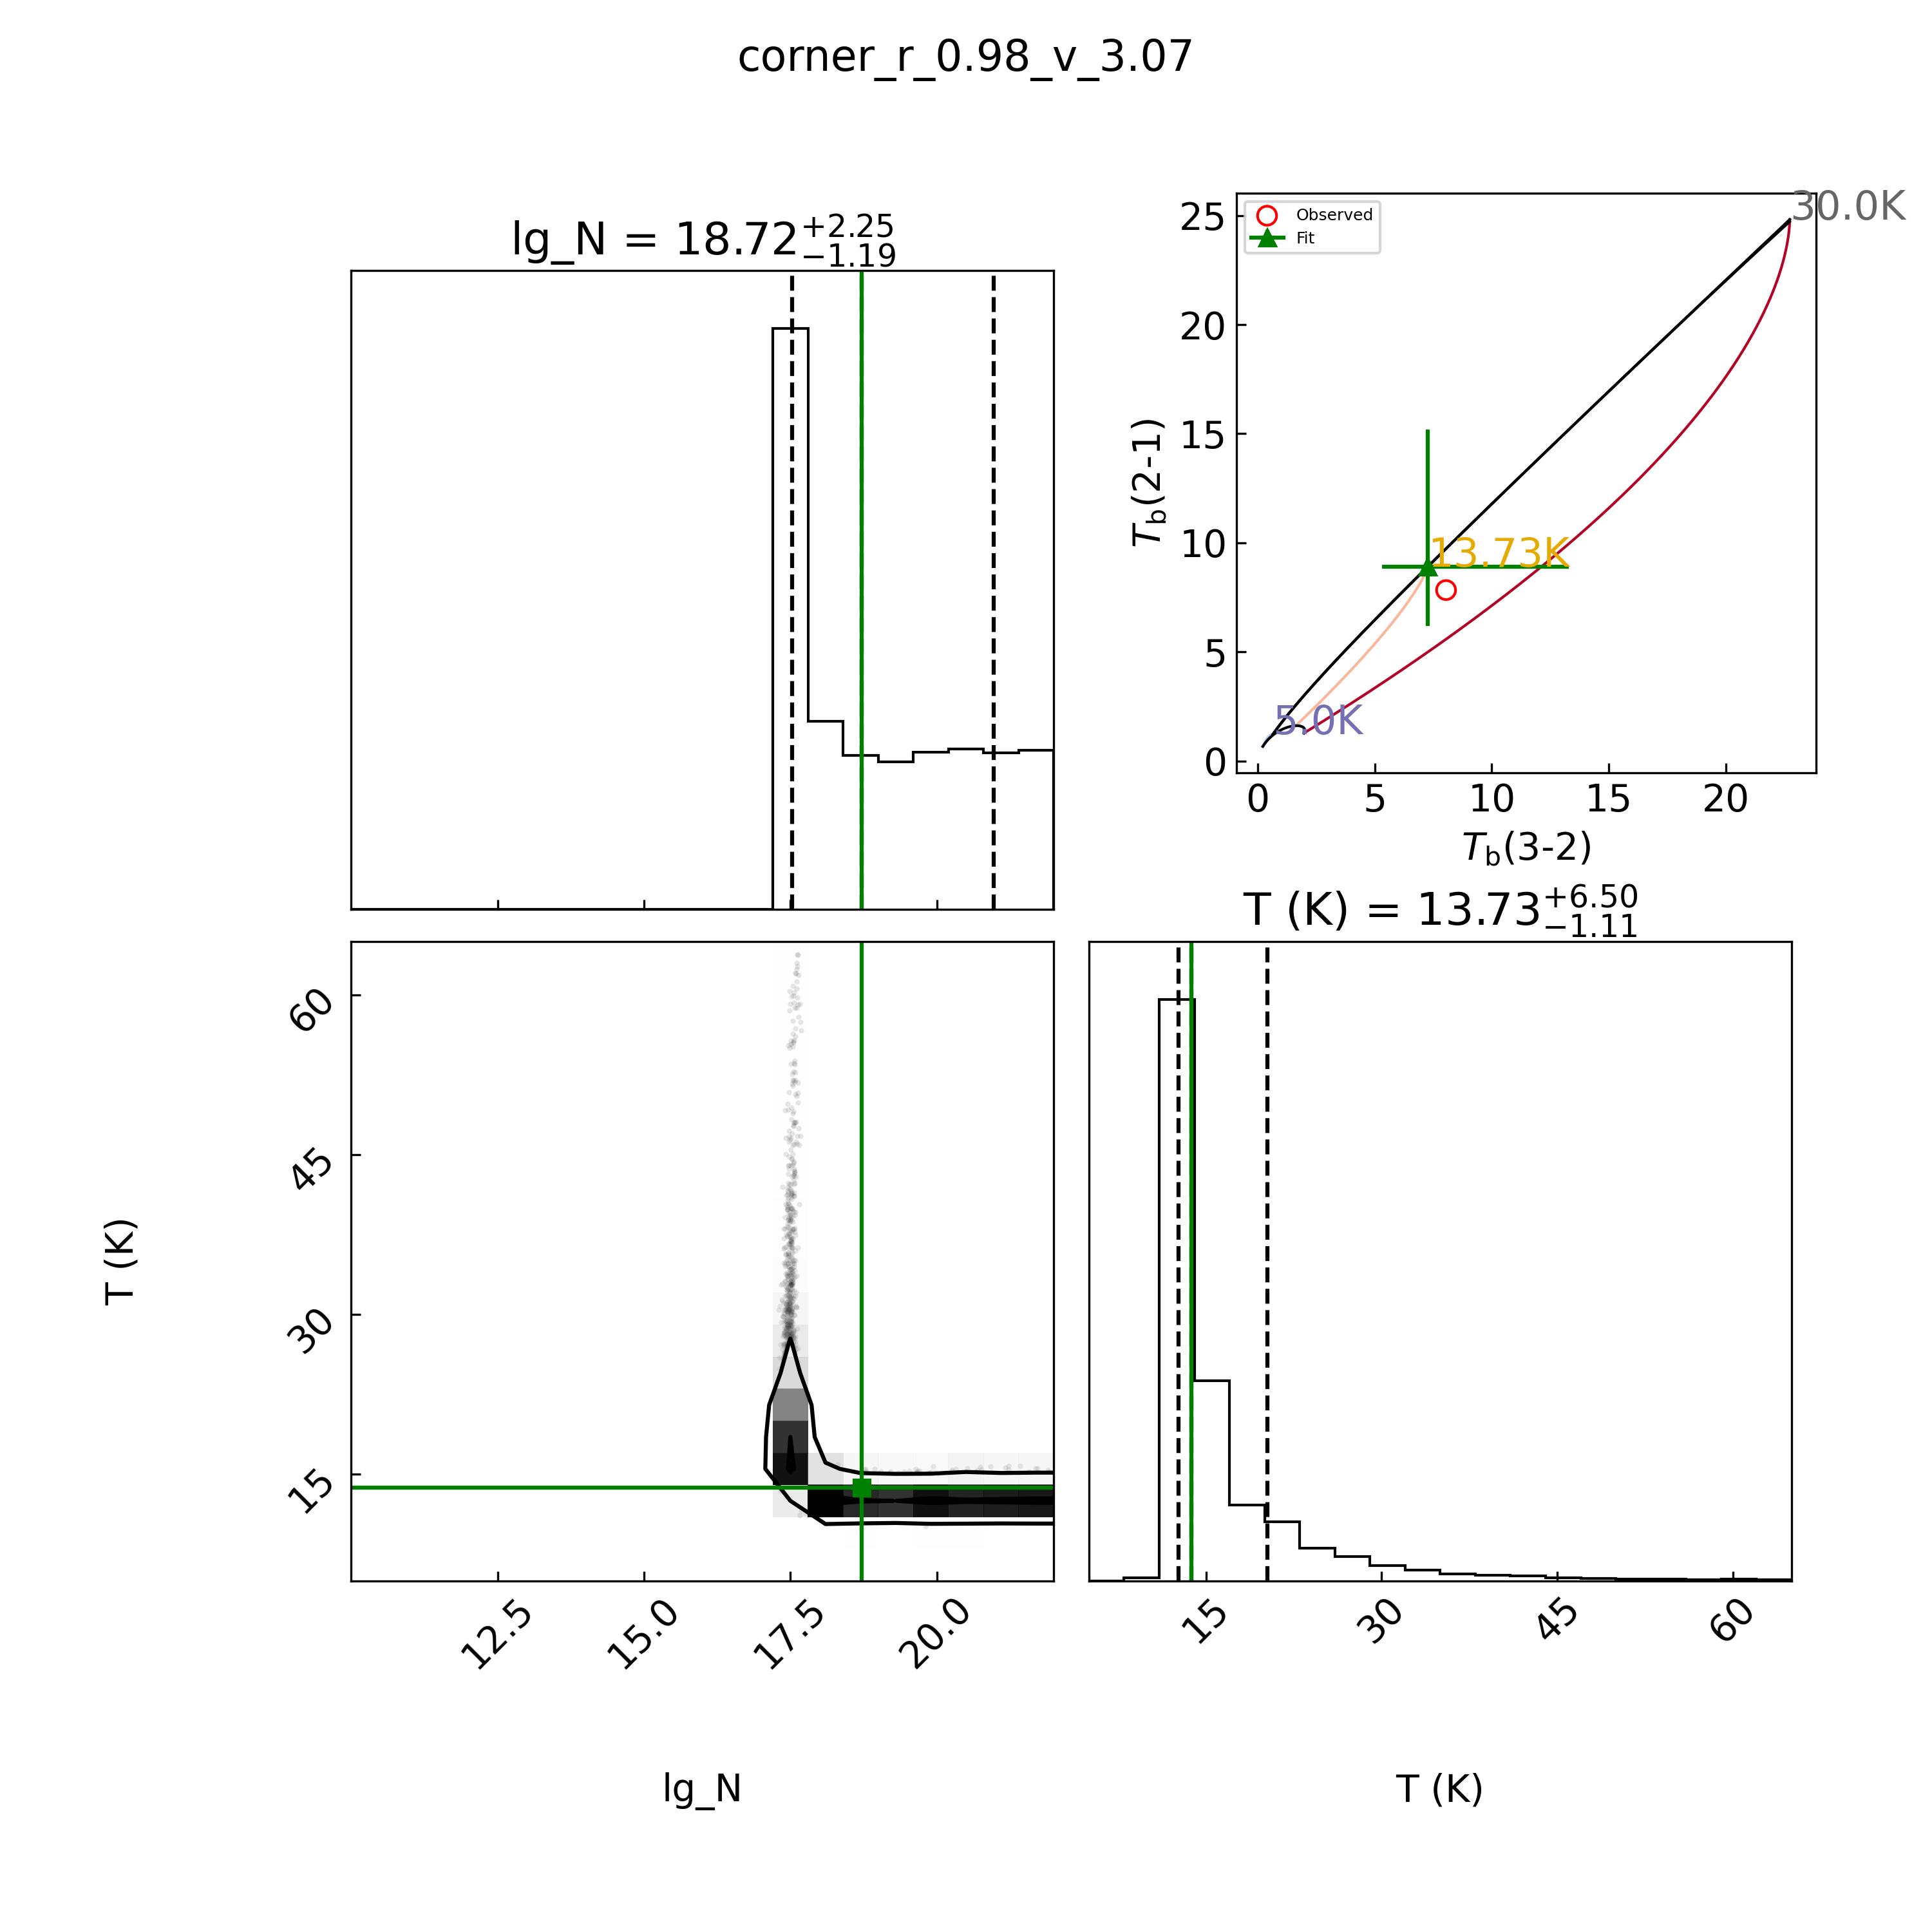 corner_r_0.98_v_3.07
lg_N = 18.72 +2.25 −1.19
30.0K
25
20
15
10
5
0
Observed
Fit
13.73K
5.0K
Tb(2-1)
0 5 10 15 20
Tb(3-2)
T (K) = 13.73 +6.50 −1.11
60
45
30
15
T (K)
12.5 15.0 17.5 20.0
lg_N
15 30 45 60
T (K)